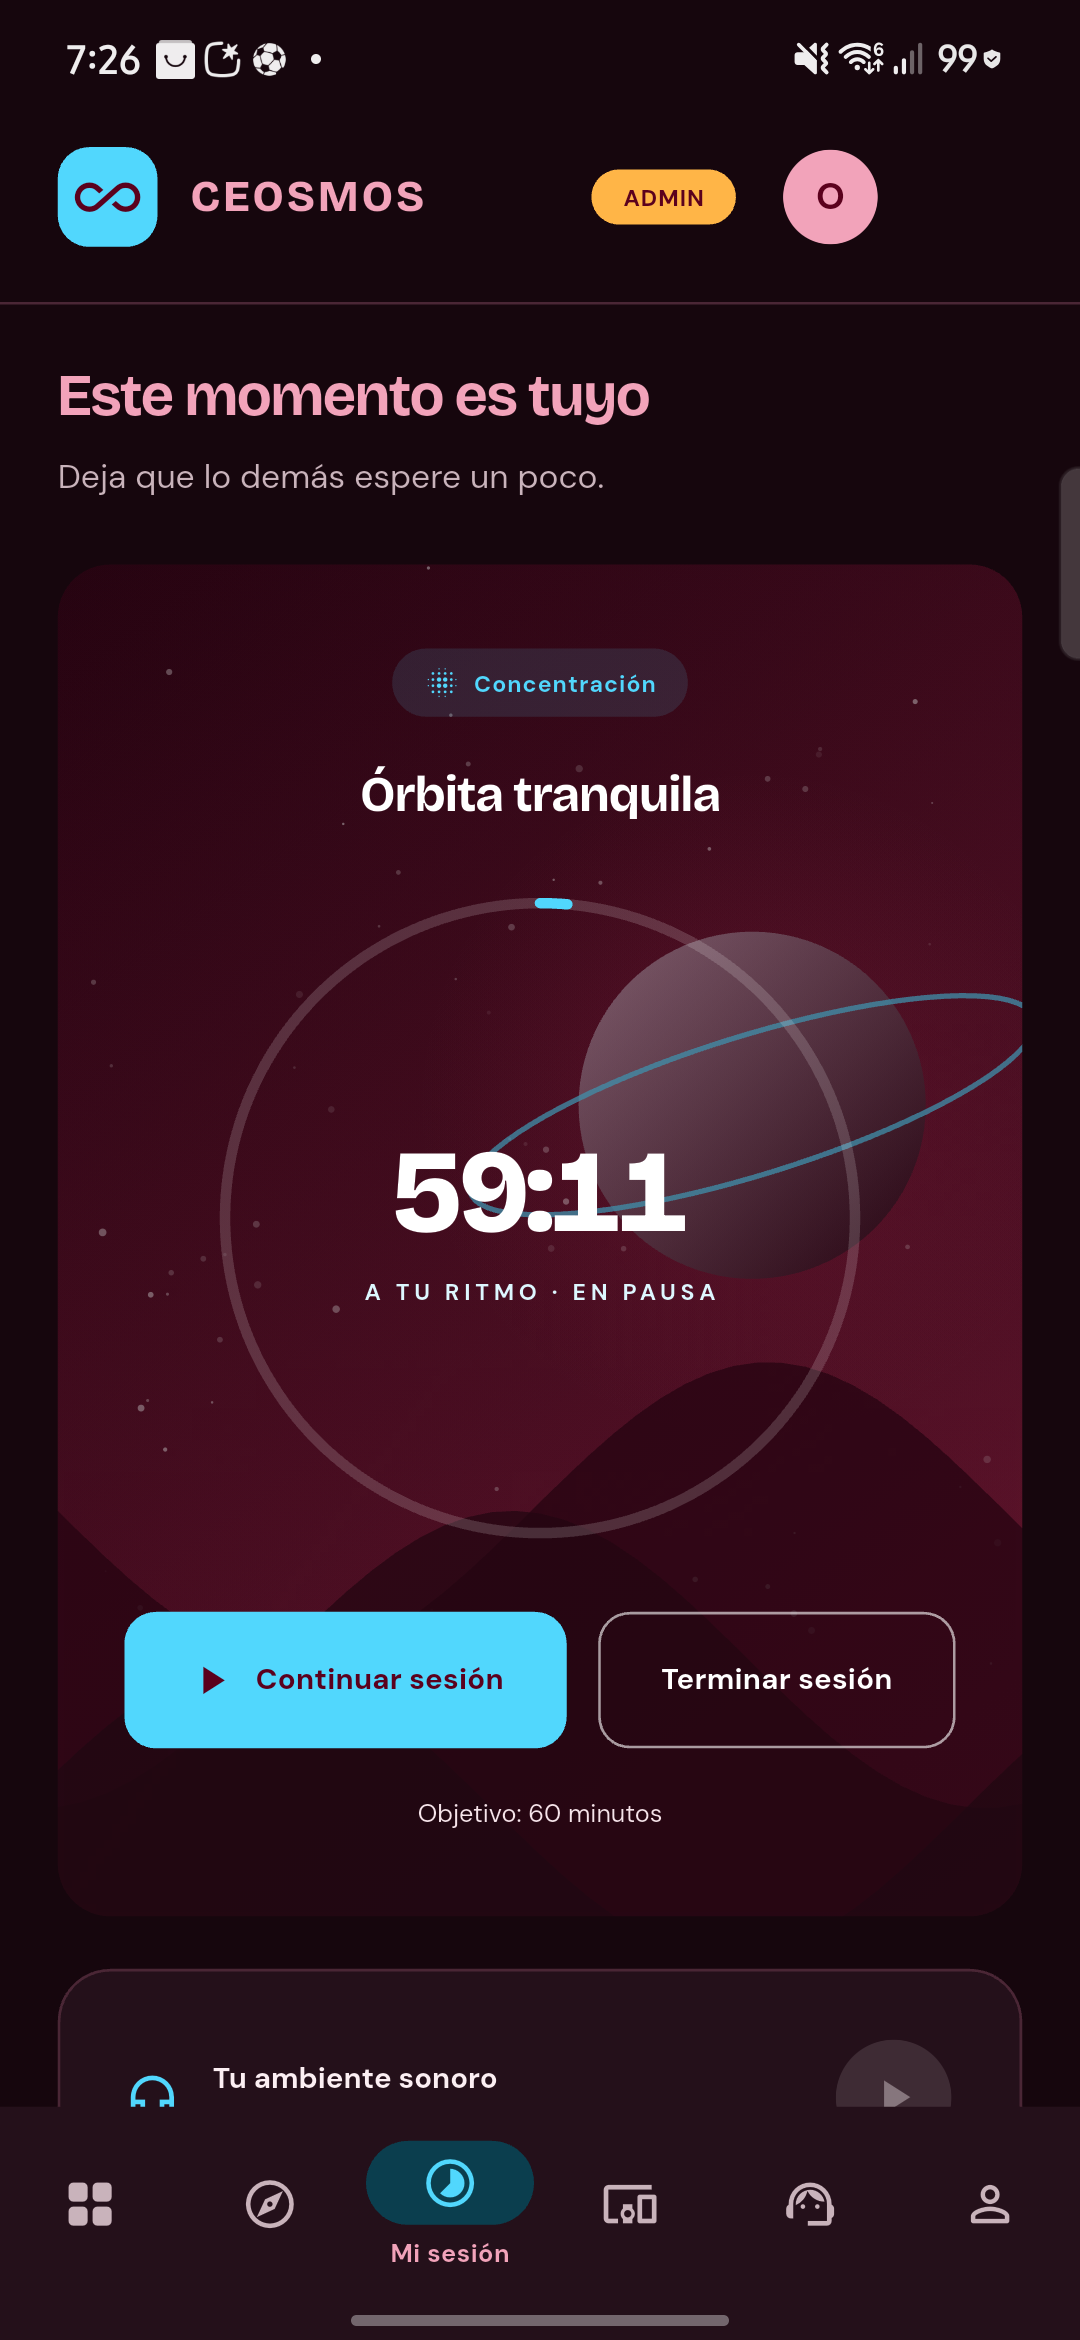 7:26
6
99
CEOSMOS
ADMIN
O
Este momento es tuyo
Deja que lo demás espere un poco.
Concentración
Órbita tranquila
59:11
A TU RITMO · EN PAUSA
Continuar sesión
Terminar sesión
Objetivo: 60 minutos
Tu ambiente sonoro
Mi sesión